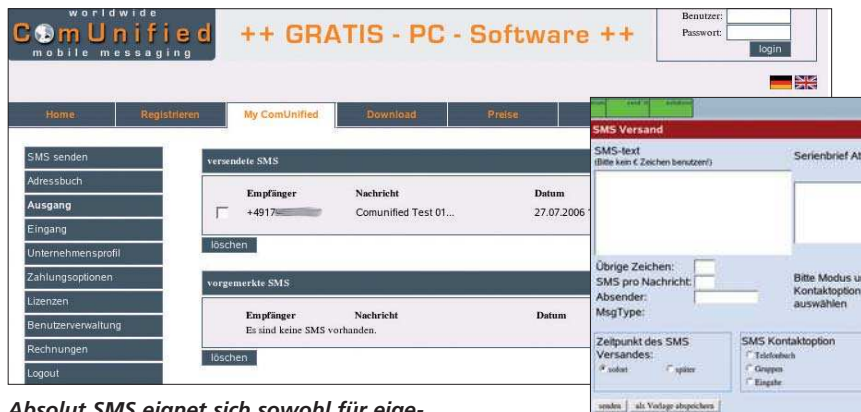 worldwide
ComUnified
mobile messaging
++ GRATIS - PC - Software ++
Benutzer:
Passwort:
login
Home Registrieren My ComUnified Download Preise
SMS senden
Adressbuch
Ausgang
Eingang
Unternehmensprofil
Zahlungsoptionen
Lizenzen
Benutzerverwaltung
Rechnungen
Logout
versendete SMS
Empfänger Nachricht Datum
+4917 Comunified Test 01... 27.07.2006
löschen
vorgemerkte SMS
Empfänger Nachricht Datum
Es sind keine SMS vorhanden.
löschen
SMS Versand
SMS-text
(Bitte kein € Zeichen benutzen!)
Serienbrief At
Übrige Zeichen:
SMS pro Nachricht:
Absender:
MsgType:
Bitte Modus u
Kontaktoption
auswählen
Zeitpunkt des SMS
Versandes:
sofort später
SMS Kontaktoption
Telefonbuch
Gruppen
Eingabe
senden als Vorlage abspeichern
Absolut SMS eignet sich sowohl für eige-